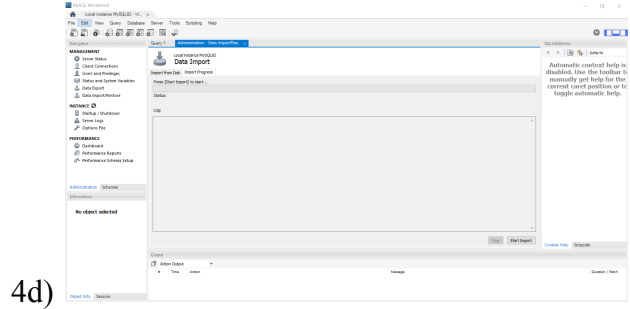 MySQL Workbench
Local instance MySQL80 - W... ×
File Edit View Query Database Server Tools Scripting Help
Navigator
MANAGEMENT
Server Status
Client Connections
Users and Privileges
Status and System Variables
Data Export
Data Import/Restore
INSTANCE
Startup / Shutdown
Server Logs
Options File
PERFORMANCE
Dashboard
Performance Reports
Performance Schema Setup
Administration Schemas
Information
No object selected
Object Info Session
Query 1 Administration - Data Import/Res... ×
Data Import
Import from Disk Import Progress
Press [Start Import] to start...
Status:
Log:
Stop Start Import
Output
Action Output
# Time Action Message Duration / Fetch
SQLAdditions
Jump to
Automatic context help is
disabled. Use the toolbar to
manually get help for the
current caret position or to
toggle automatic help.
Context Help Snippets
4d)